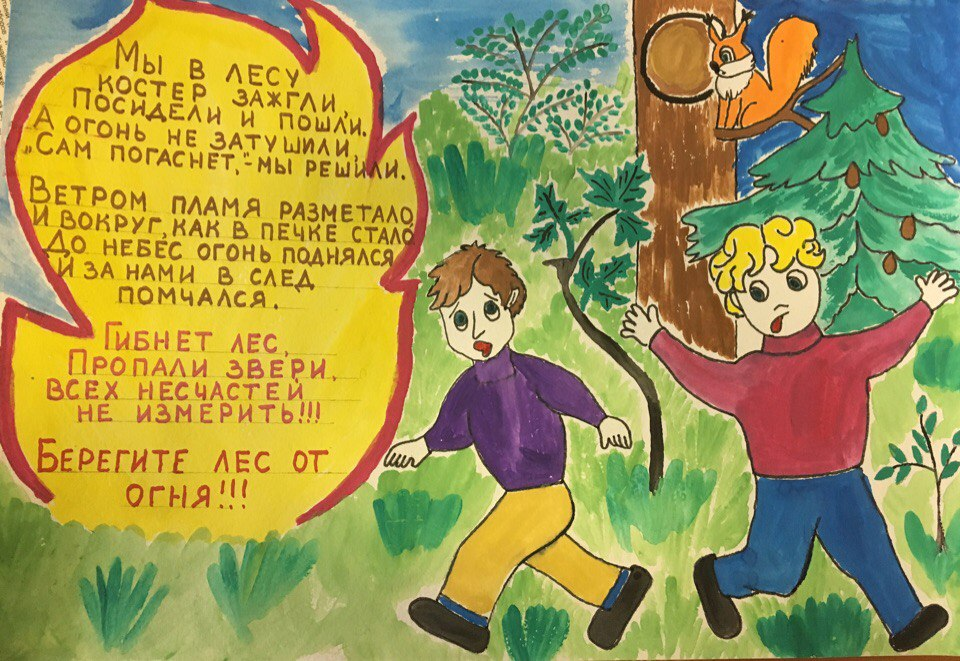 Мы в лесу
костер зажгли,
посидели и пошли.
А огонь не затушили
„Сам погаснет,"-мы решили.
Ветром пламя разметало
И вокруг, как в печке стало
До небес огонь поднялся
И за нами в след
помчался.
Гибнет лес,
Пропали звери,
всех несчастей
не измерить!!!
Берегите лес от
огня!!!